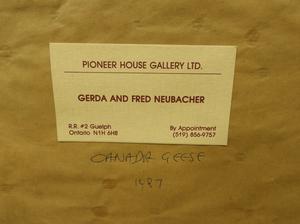 PIONEER HOUSE GALLERY LTD.
GERDA AND FRED NEUBACHER
R.R. #2 Guelph
Ontario N1H 6H8
By Appointment
(519) 856-9757
CANADA GEESE
1987